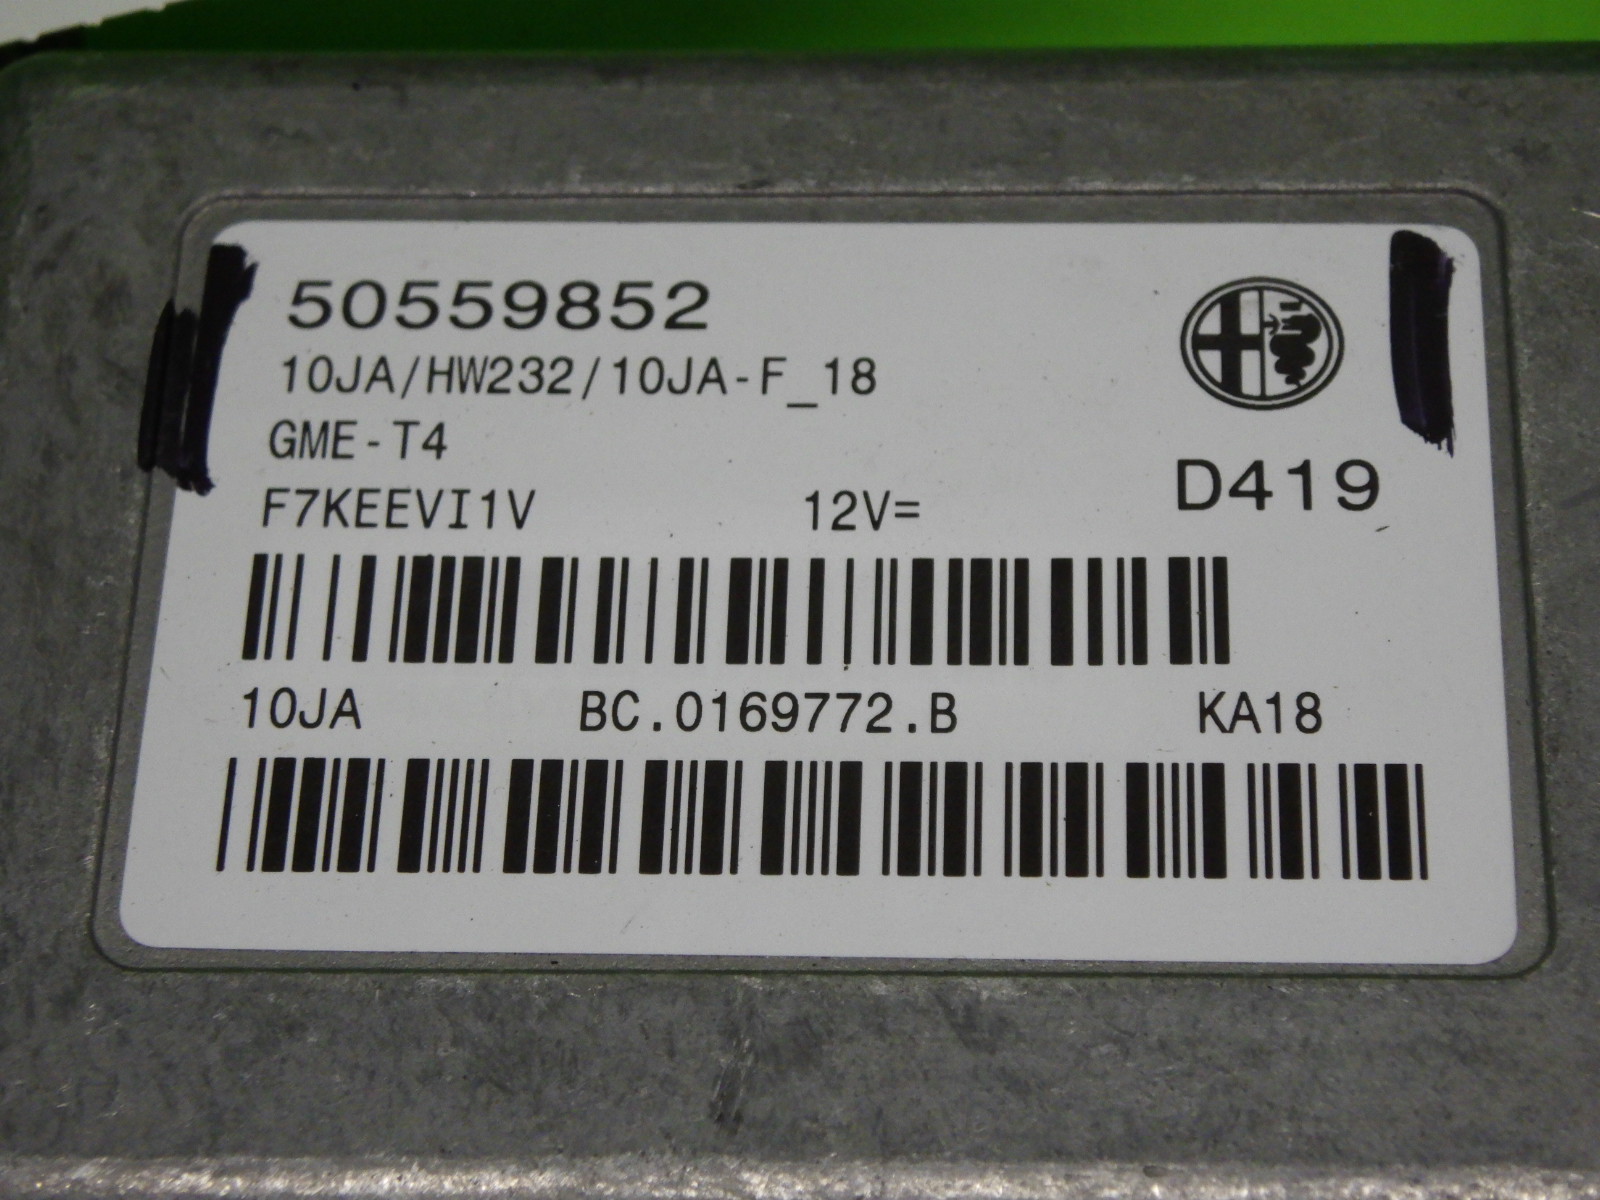 50559852
10JA/HW232/10JA-F_18
GME-T4
D419
F7KEEVI1V 12V=
10JA BC.0169772.B KA18